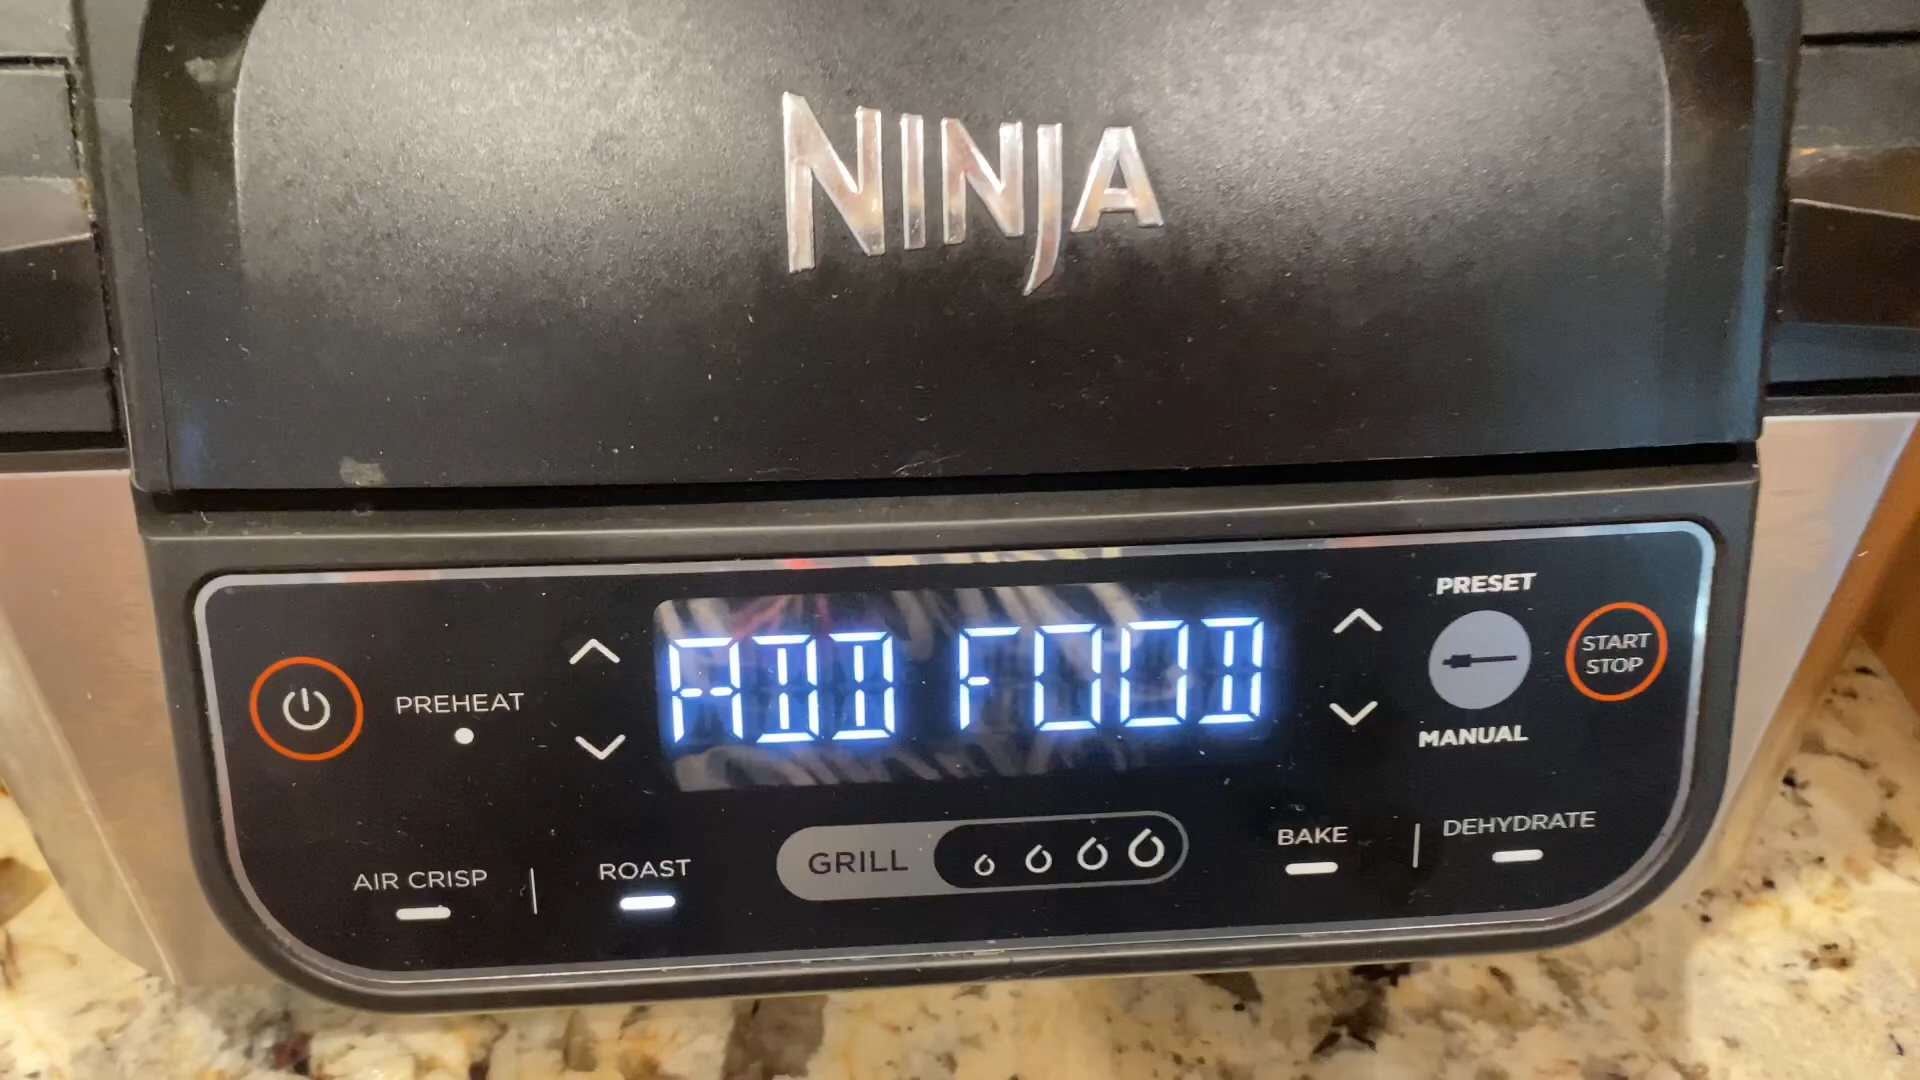 NINJA
PRESET
START
STOP
PREHEAT
ADD FOOD
MANUAL
AIR CRISP
ROAST
GRILL
BAKE
DEHYDRATE